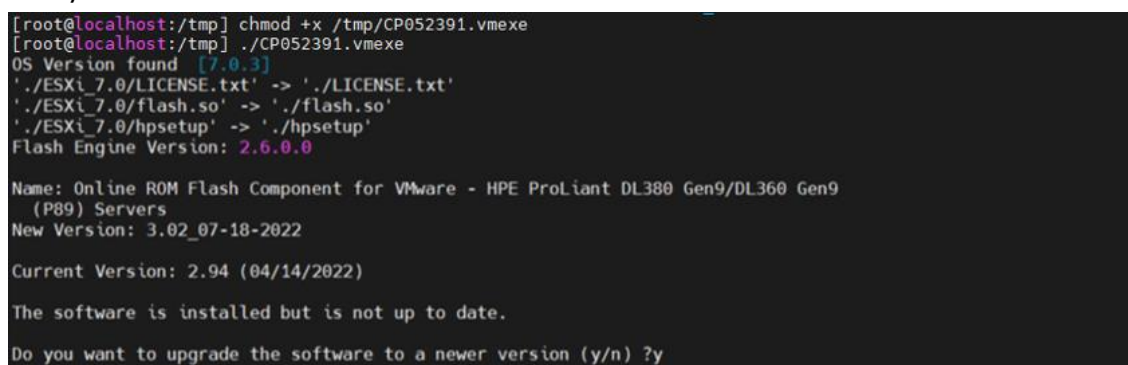 [root@localhost:/tmp] chmod +x /tmp/CP052391.vmexe
[root@localhost:/tmp] ./CP052391.vmexe
OS Version found [7.0.3]
'./ESXi_7.0/LICENSE.txt' -> './LICENSE.txt'
'./ESXi_7.0/flash.so' -> './flash.so'
'./ESXi_7.0/hpsetup' -> './hpsetup'
Flash Engine Version: 2.6.0.0
Name: Online ROM Flash Component for VMware - HPE ProLiant DL380 Gen9/DL360 Gen9
(P89) Servers
New Version: 3.02_07-18-2022
Current Version: 2.94 (04/14/2022)
The software is installed but is not up to date.
Do you want to upgrade the software to a newer version (y/n) ?y